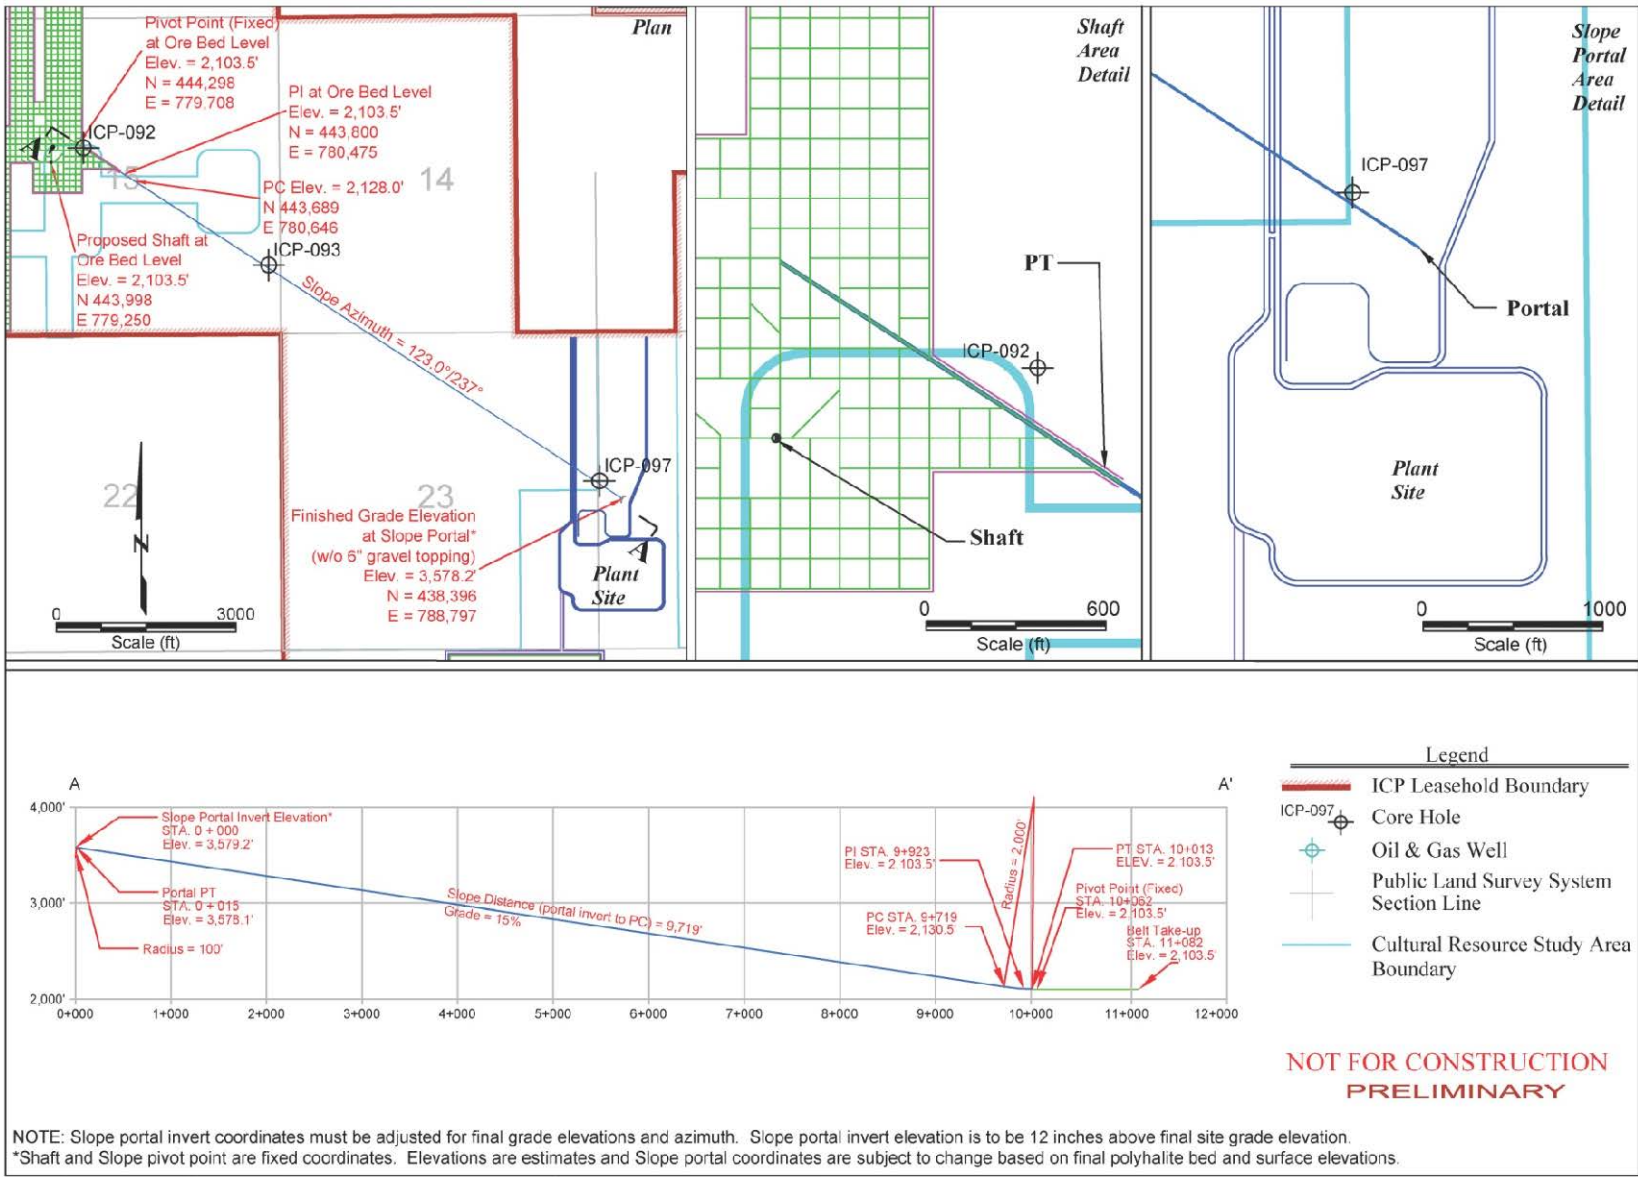 Plan
Pivot Point (Fixed)
at Ore Bed Level
Elev. = 2,103.5'
N = 444,298
E = 779,708
PI at Ore Bed Level
Elev. = 2,103.5'
N = 443,800
E = 780,475
ICP-092
A
15
14
PC Elev. = 2,128.0'
N 443,689
E 780,646
ICP-093
Proposed Shaft at
Ore Bed Level
Elev. = 2,103.5'
N 443,998
E 779,250
Slope Azimuth = 123.0°/237°
ICP-097
22
23
N
Finished Grade Elevation
at Slope Portal*
(w/o 6" gravel topping)
Elev. = 3,578.2'
N = 438,396
E = 788,797
A'
Plant
Site
0 3000
Scale (ft)
Shaft
Area
Detail
PT
ICP-092
Shaft
0 600
Scale (ft)
Slope
Portal
Area
Detail
ICP-097
Portal
Plant
Site
0 1000
Scale (ft)
A A'
4,000'
3,000'
2,000'
Slope Portal Invert Elevation*
STA. 0 + 000
Elev. = 3,579.2'
Portal PT
STA. 0 + 015
Elev. = 3,578.1'
Radius = 100'
Slope Distance (portal invert to PC) = 9,719'
Grade = 15%
PI STA. 9+923
Elev. = 2 103.5'
PC STA. 9+719
Elev. = 2,130.5'
Radius = 2,000'
PT STA. 10+013
ELEV. = 2 103.5'
Pivot Point (Fixed)
STA. 10+062
Elev. = 2,103.5'
Belt Take-up
STA. 11+082
Elev. = 2,103.5'
0+000 1+000 2+000 3+000 4+000 5+000 6+000 7+000 8+000 9+000 10+000 11+000 12+000
Legend
ICP Leasehold Boundary
ICP-097 Core Hole
Oil & Gas Well
Public Land Survey System
Section Line
Cultural Resource Study Area
Boundary
NOT FOR CONSTRUCTION
PRELIMINARY
NOTE: Slope portal invert coordinates must be adjusted for final grade elevations and azimuth. Slope portal invert elevation is to be 12 inches above final site grade elevation.
*Shaft and Slope pivot point are fixed coordinates. Elevations are estimates and Slope portal coordinates are subject to change based on final polyhalite bed and surface elevations.